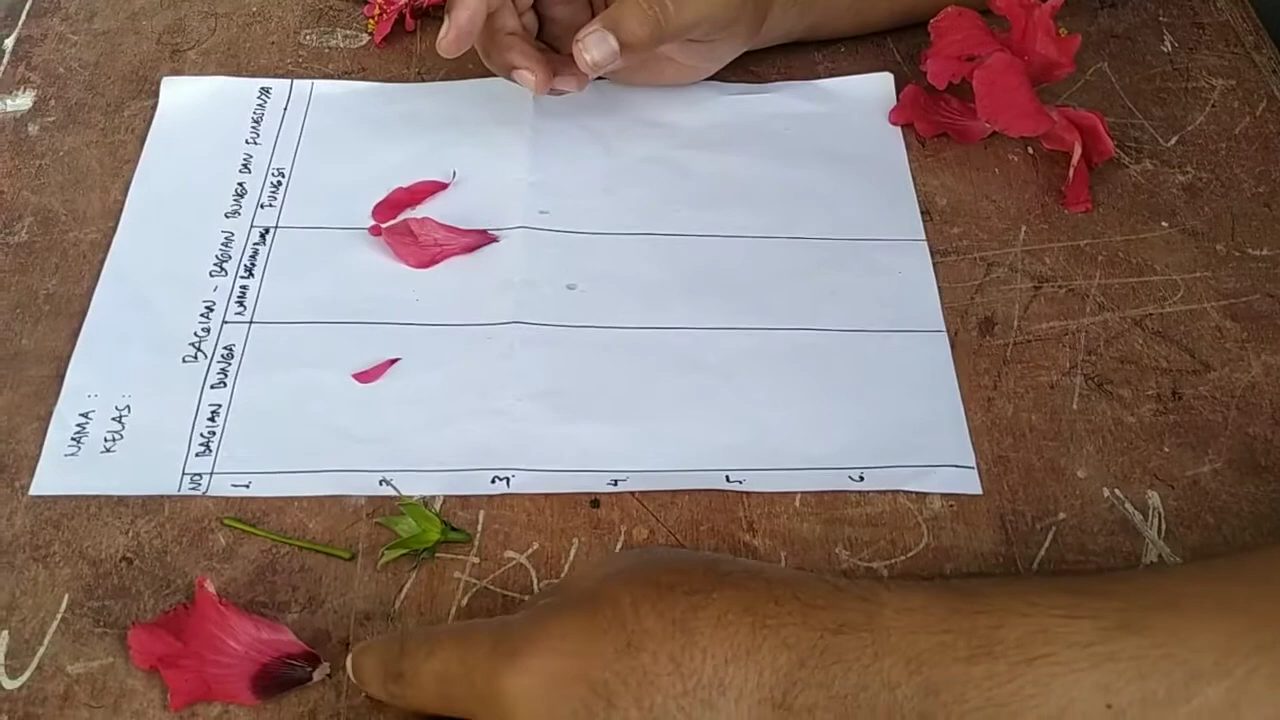 NAMA :
KELAS :
BAGIAN - BAGIAN BUNGA DAN FUNGSINYA
NO BAGIAN BUNGA NAMA BAGIAN BUNGA FUNGSI
1.
2.
3.
4.
5.
6.